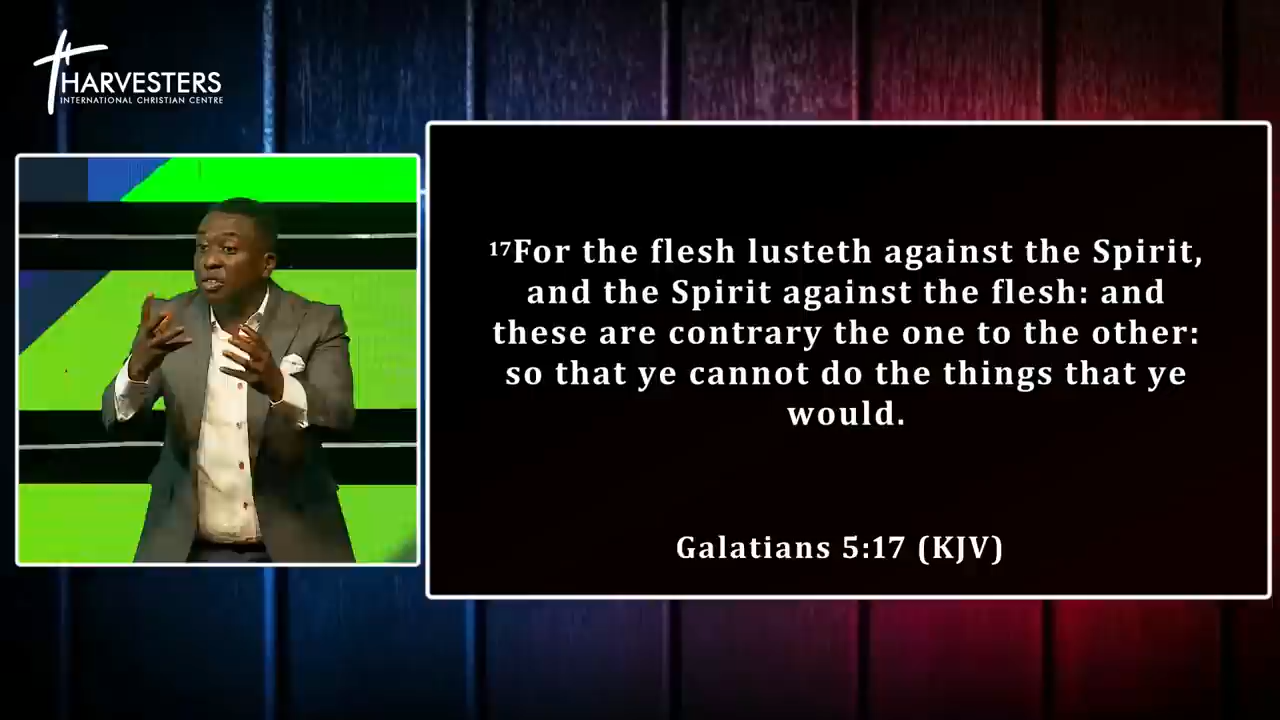 HARVESTERS
INTERNATIONAL CHRISTIAN CENTRE
17For the flesh lusteth against the Spirit,
and the Spirit against the flesh: and
these are contrary the one to the other:
so that ye cannot do the things that ye
would.
Galatians 5:17 (KJV)